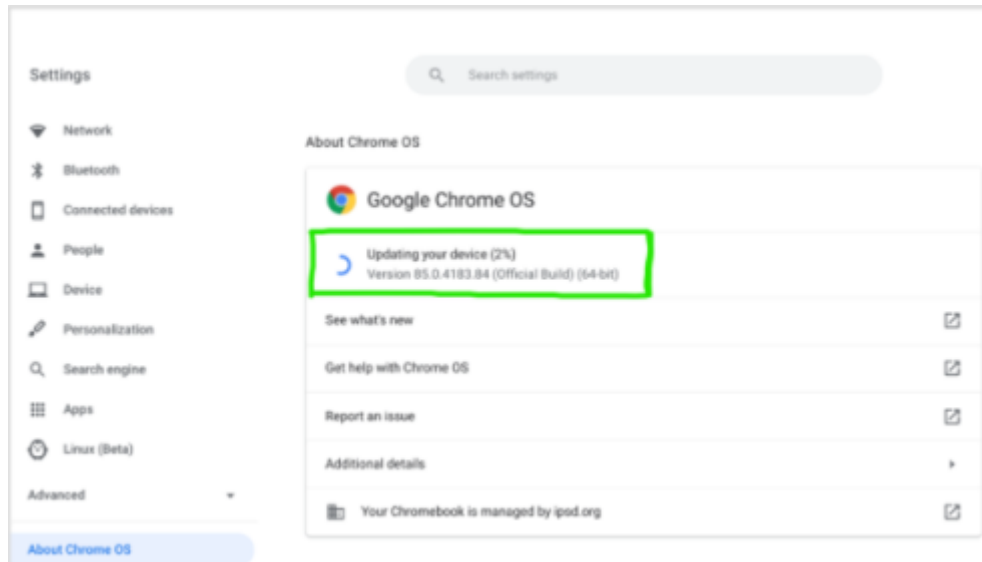 Settings
Search settings
Network
Bluetooth
Connected devices
People
Device
Personalization
Search engine
Apps
Linux (Beta)
Advanced
About Chrome OS
About Chrome OS
Google Chrome OS
Updating your device (2%)
Version 85.0.4183.84 (Official Build) (64-bit)
See what's new
Get help with Chrome OS
Report an issue
Additional details
Your Chromebook is managed by ipsd.org